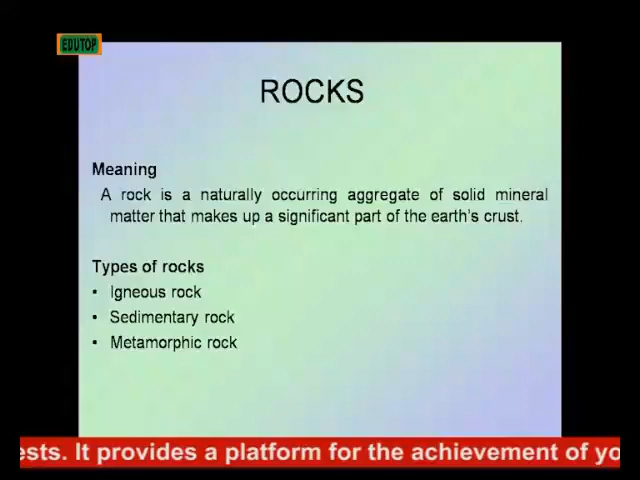 EDUTOP
ROCKS
Meaning
A rock is a naturally occurring aggregate of solid mineral
matter that makes up a significant part of the earth's crust.
Types of rocks
• Igneous rock
• Sedimentary rock
• Metamorphic rock
ests. It provides a platform for the achievement of yo